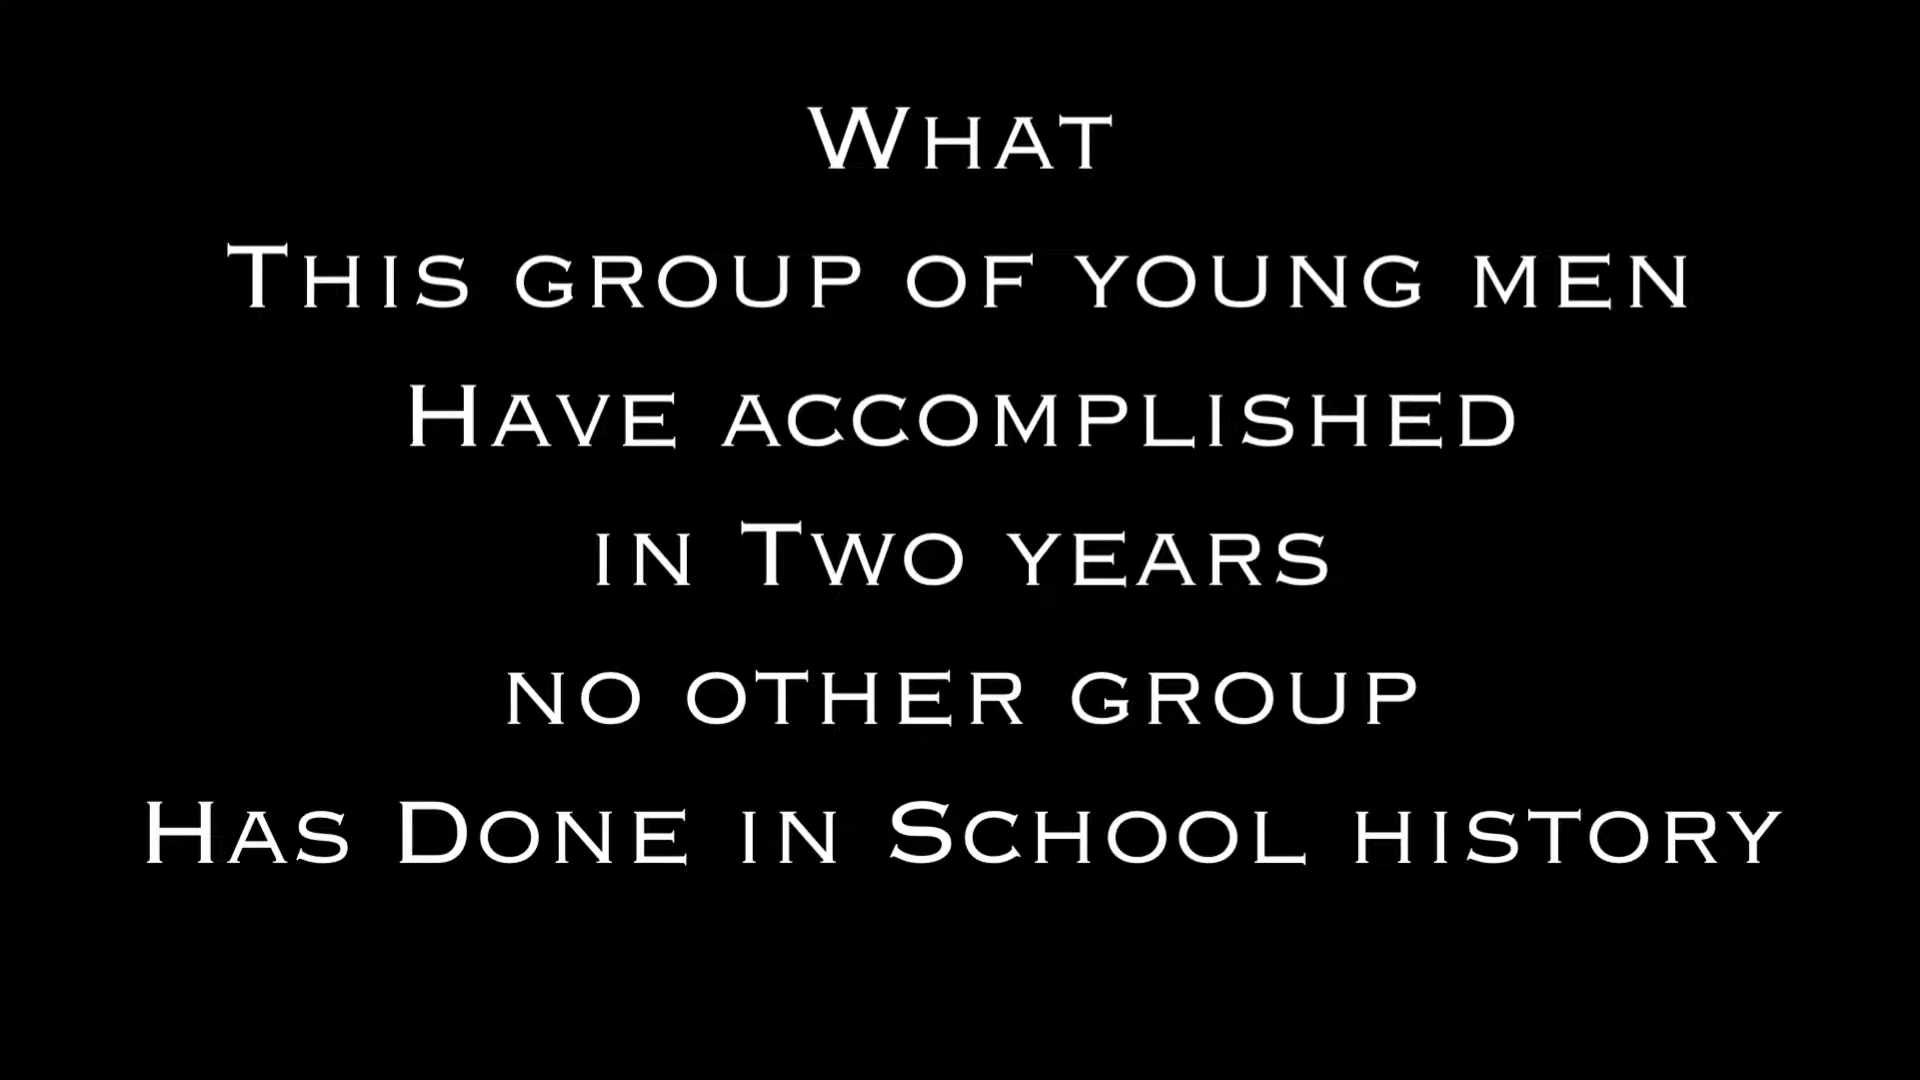 What
This group of young men
Have accomplished
in Two years
no other group
Has Done in School history